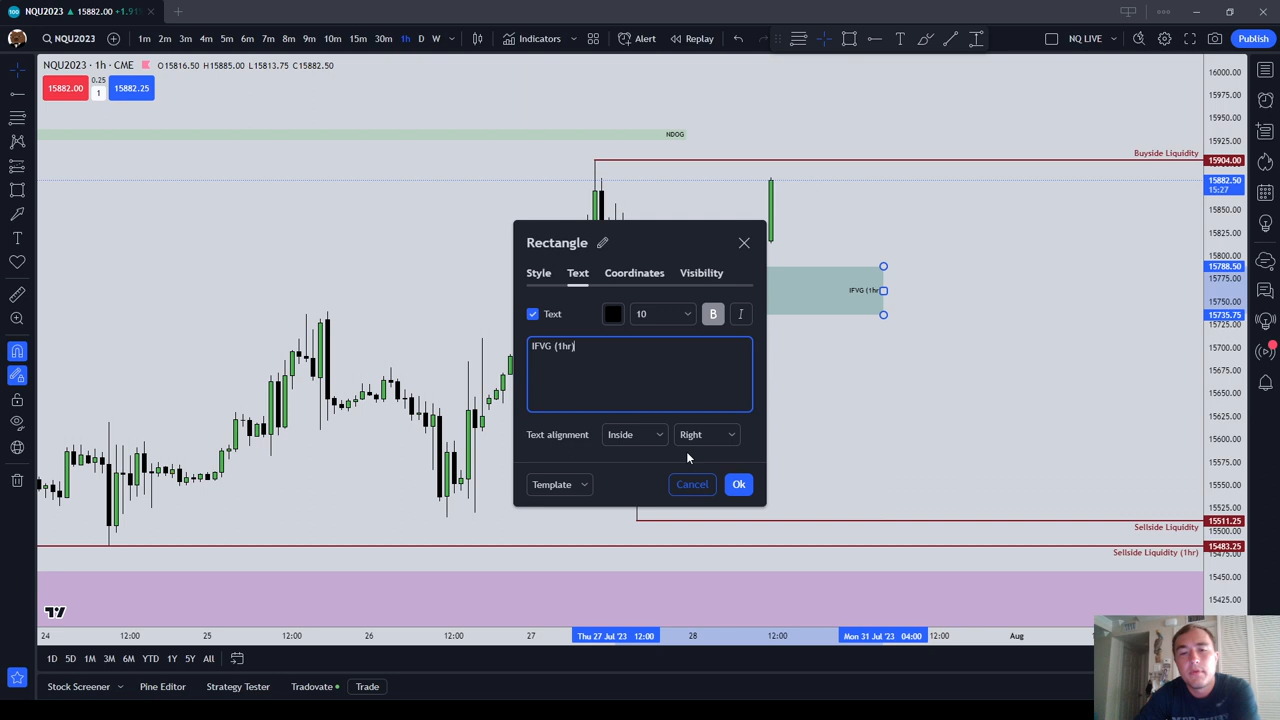 NQU2023 ▲ 15882.00 +1.91
NQU2023
1m 2m 3m 4m 5m 6m 7m 8m 9m 10m 15m 30m 1h D W
Indicators
Alert
Replay
NQ LIVE
Publish
NQU2023 · 1h · CME
O15816.50 H15885.00 L15813.75 C15882.50
15882.00
0.25
1
15882.25
NDOG
Buyside Liquidity
16000.00
15975.00
15950.00
15925.00
15904.00
15882.50
15:27
15850.00
15825.00
15800.00
15788.50
15775.00
15750.00
15735.75
15700.00
15675.00
15650.00
15625.00
15600.00
15575.00
15550.00
15525.00
15511.25
15500.00
15483.25
15475.00
15450.00
15425.00
Rectangle
Style Text Coordinates Visibility
Text
10
B
I
IFVG (1hr)
Text alignment
Inside
Right
Template
Cancel
Ok
IFVG (1hr
Sellside Liquidity
Sellside Liquidity (1hr)
24 12:00 25 12:00 26 12:00 27 Thu 27 Jul '23 12:00 28 12:00 Mon 31 Jul '23 04:00 12:00 Aug
1D 5D 1M 3M 6M YTD 1Y 5Y All
Stock Screener Pine Editor Strategy Tester Tradovate Trade